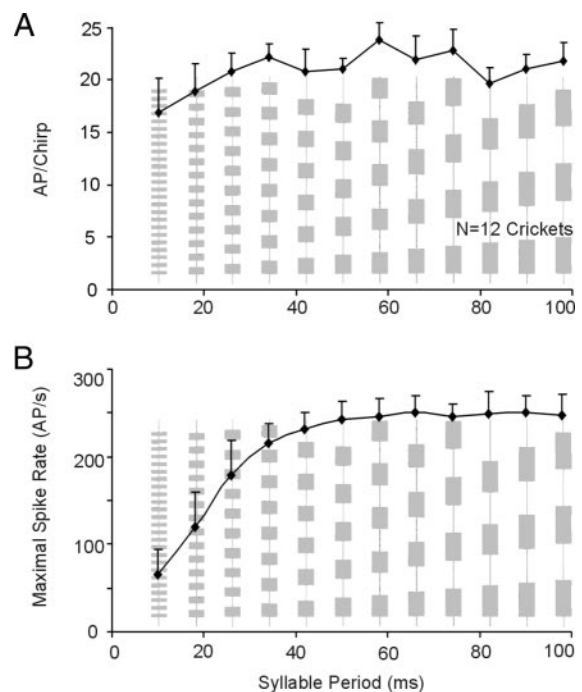 A
25
20
15
10
5
0
AP/Chirp
N=12 Crickets
0 20 40 60 80 100
B
300
200
100
0
Maximal Spike Rate (AP/s)
0 20 40 60 80 100
Syllable Period (ms)